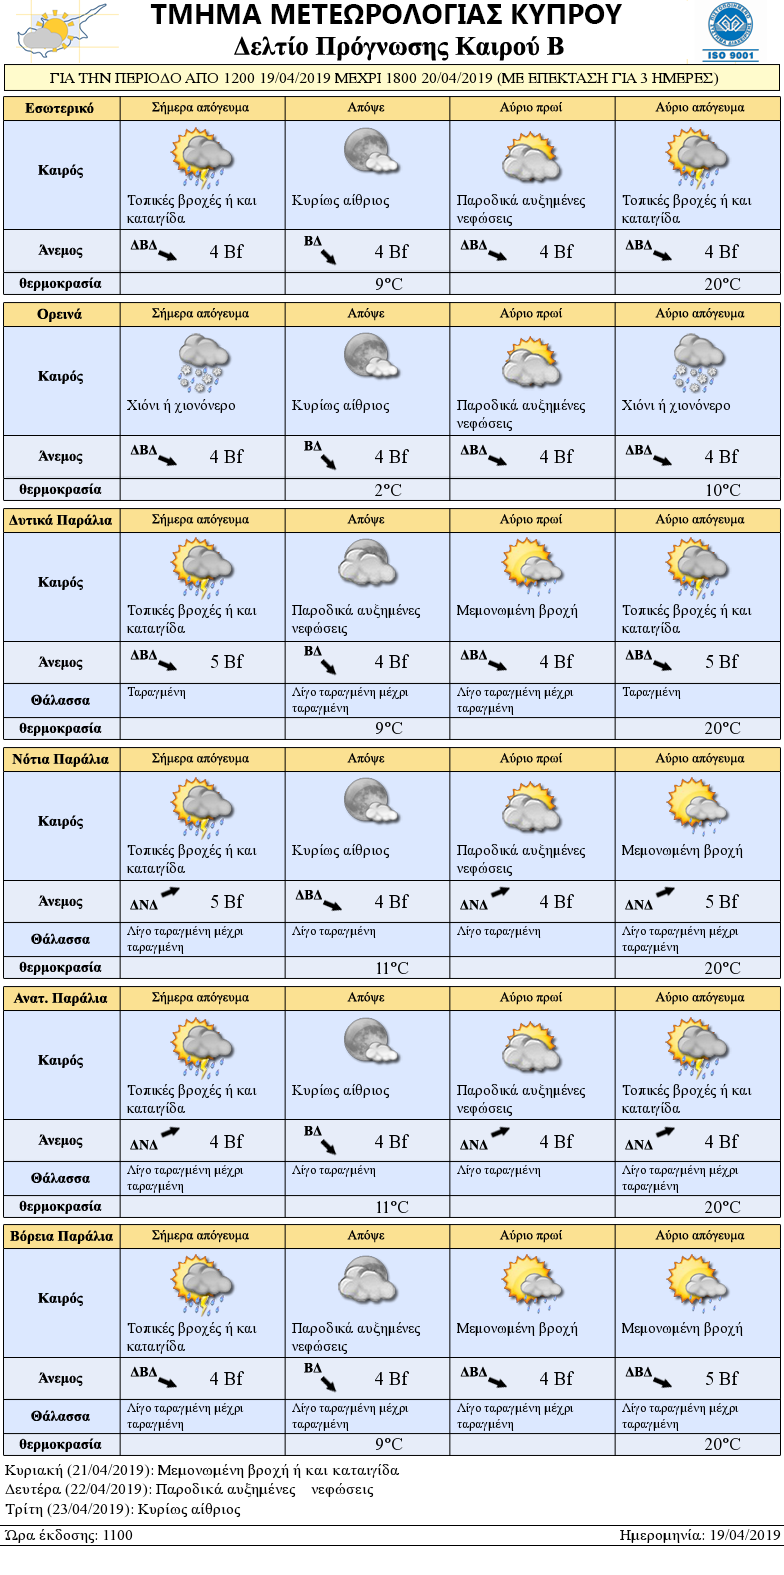 ΤΜΗΜΑ ΜΕΤΕΩΡΟΛΟΓΙΑΣ ΚΥΠΡΟΥ
Δελτίο Πρόγνωσης Καιρού Β
ISO 9001
ΓΙΑ ΤΗΝ ΠΕΡΙΟΔΟ ΑΠΟ 1200 19/04/2019 ΜΕΧΡΙ 1800 20/04/2019 (ΜΕ ΕΠΕΚΤΑΣΗ ΓΙΑ 3 ΗΜΕΡΕΣ)
Εσωτερικό Σήμερα απόγευμα Απόψε Αύριο πρωί Αύριο απόγευμα
Καιρός
Τοπικές βροχές ή και Κυρίως αίθριος Παροδικά αυξημένες Τοπικές βροχές ή και
καταιγίδα νεφώσεις καταιγίδα
Άνεμος ΔΒΔ 4 Bf ΒΔ 4 Bf ΔΒΔ 4 Bf ΔΒΔ 4 Bf
θερμοκρασία 9°C 20°C
Ορεινά Σήμερα απόγευμα Απόψε Αύριο πρωί Αύριο απόγευμα
Καιρός
Χιόνι ή χιονόνερο Κυρίως αίθριος Παροδικά αυξημένες Χιόνι ή χιονόνερο
νεφώσεις
Άνεμος ΔΒΔ 4 Bf ΒΔ 4 Bf ΔΒΔ 4 Bf ΔΒΔ 4 Bf
θερμοκρασία 2°C 10°C
Δυτικά Παράλια Σήμερα απόγευμα Απόψε Αύριο πρωί Αύριο απόγευμα
Καιρός
Τοπικές βροχές ή και Παροδικά αυξημένες Μεμονωμένη βροχή Τοπικές βροχές ή και
καταιγίδα νεφώσεις καταιγίδα
Άνεμος ΔΒΔ 5 Bf ΒΔ 4 Bf ΔΒΔ 4 Bf ΔΒΔ 5 Bf
Θάλασσα Ταραγμένη Λίγο ταραγμένη μέχρι Λίγο ταραγμένη μέχρι Ταραγμένη
ταραγμένη ταραγμένη
θερμοκρασία 9°C 20°C
Νότια Παράλια Σήμερα απόγευμα Απόψε Αύριο πρωί Αύριο απόγευμα
Καιρός
Τοπικές βροχές ή και Κυρίως αίθριος Παροδικά αυξημένες Μεμονωμένη βροχή
καταιγίδα νεφώσεις
Άνεμος ΔΝΔ 5 Bf ΔΒΔ 4 Bf ΔΝΔ 4 Bf ΔΝΔ 5 Bf
Θάλασσα Λίγο ταραγμένη μέχρι Λίγο ταραγμένη Λίγο ταραγμένη Λίγο ταραγμένη μέχρι
ταραγμένη ταραγμένη
θερμοκρασία 11°C 20°C
Ανατ. Παράλια Σήμερα απόγευμα Απόψε Αύριο πρωί Αύριο απόγευμα
Καιρός
Τοπικές βροχές ή και Κυρίως αίθριος Παροδικά αυξημένες Τοπικές βροχές ή και
καταιγίδα νεφώσεις καταιγίδα
Άνεμος ΔΝΔ 4 Bf ΒΔ 4 Bf ΔΝΔ 4 Bf ΔΝΔ 4 Bf
Θάλασσα Λίγο ταραγμένη μέχρι Λίγο ταραγμένη Λίγο ταραγμένη Λίγο ταραγμένη μέχρι
ταραγμένη ταραγμένη
θερμοκρασία 11°C 20°C
Βόρεια Παράλια Σήμερα απόγευμα Απόψε Αύριο πρωί Αύριο απόγευμα
Καιρός
Τοπικές βροχές ή και Παροδικά αυξημένες Μεμονωμένη βροχή Μεμονωμένη βροχή
καταιγίδα νεφώσεις
Άνεμος ΔΒΔ 4 Bf ΒΔ 4 Bf ΔΒΔ 4 Bf ΔΒΔ 5 Bf
Θάλασσα Λίγο ταραγμένη μέχρι Λίγο ταραγμένη μέχρι Λίγο ταραγμένη μέχρι Λίγο ταραγμένη μέχρι
ταραγμένη ταραγμένη ταραγμένη ταραγμένη
θερμοκρασία 9°C 20°C
Κυριακή (21/04/2019): Μεμονωμένη βροχή ή και καταιγίδα
Δευτέρα (22/04/2019): Παροδικά αυξημένες νεφώσεις
Τρίτη (23/04/2019): Κυρίως αίθριος
Ώρα έκδοσης: 1100 Ημερομηνία: 19/04/2019